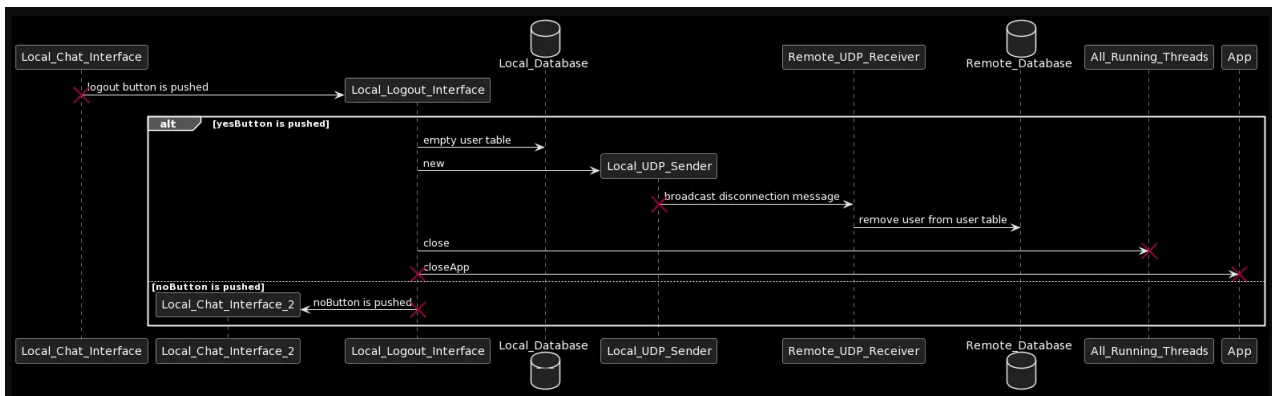 Local_Chat_Interface
Local_Database
Remote_UDP_Receiver
Remote_Database
All_Running_Threads
App
logout button is pushed
Local_Logout_Interface
alt
[yesButton is pushed]
empty user table
new
Local_UDP_Sender
broadcast disconnection message
remove user from user table
close
closeApp
[noButton is pushed]
Local_Chat_Interface_2
noButton is pushed
Local_Chat_Interface
Local_Chat_Interface_2
Local_Logout_Interface
Local_Database
Local_UDP_Sender
Remote_UDP_Receiver
Remote_Database
All_Running_Threads
App